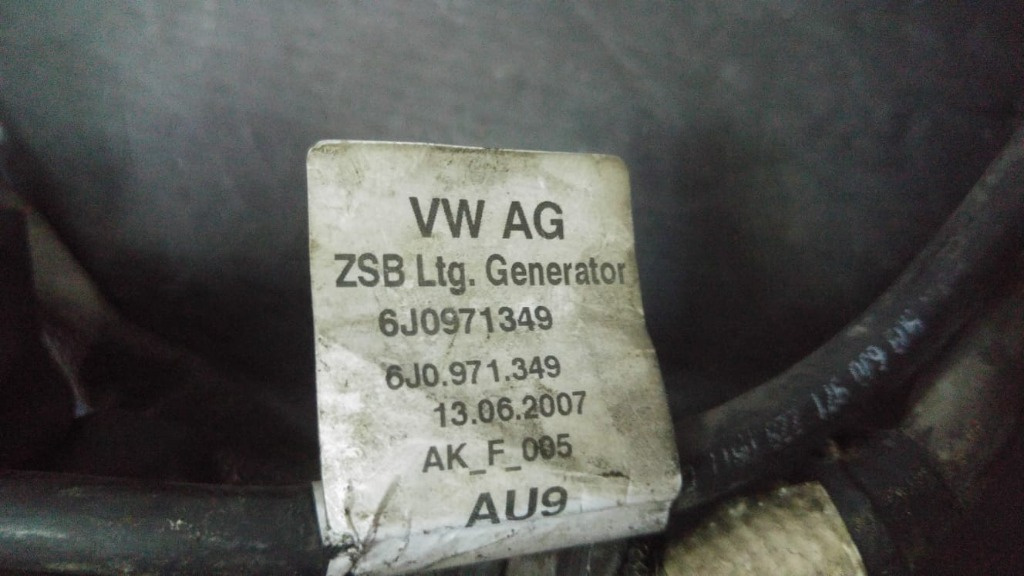 VW AG
ZSB Ltg. Generator
6J0971349
6J0.971.349
13.06.2007
AK_F_005
AU9